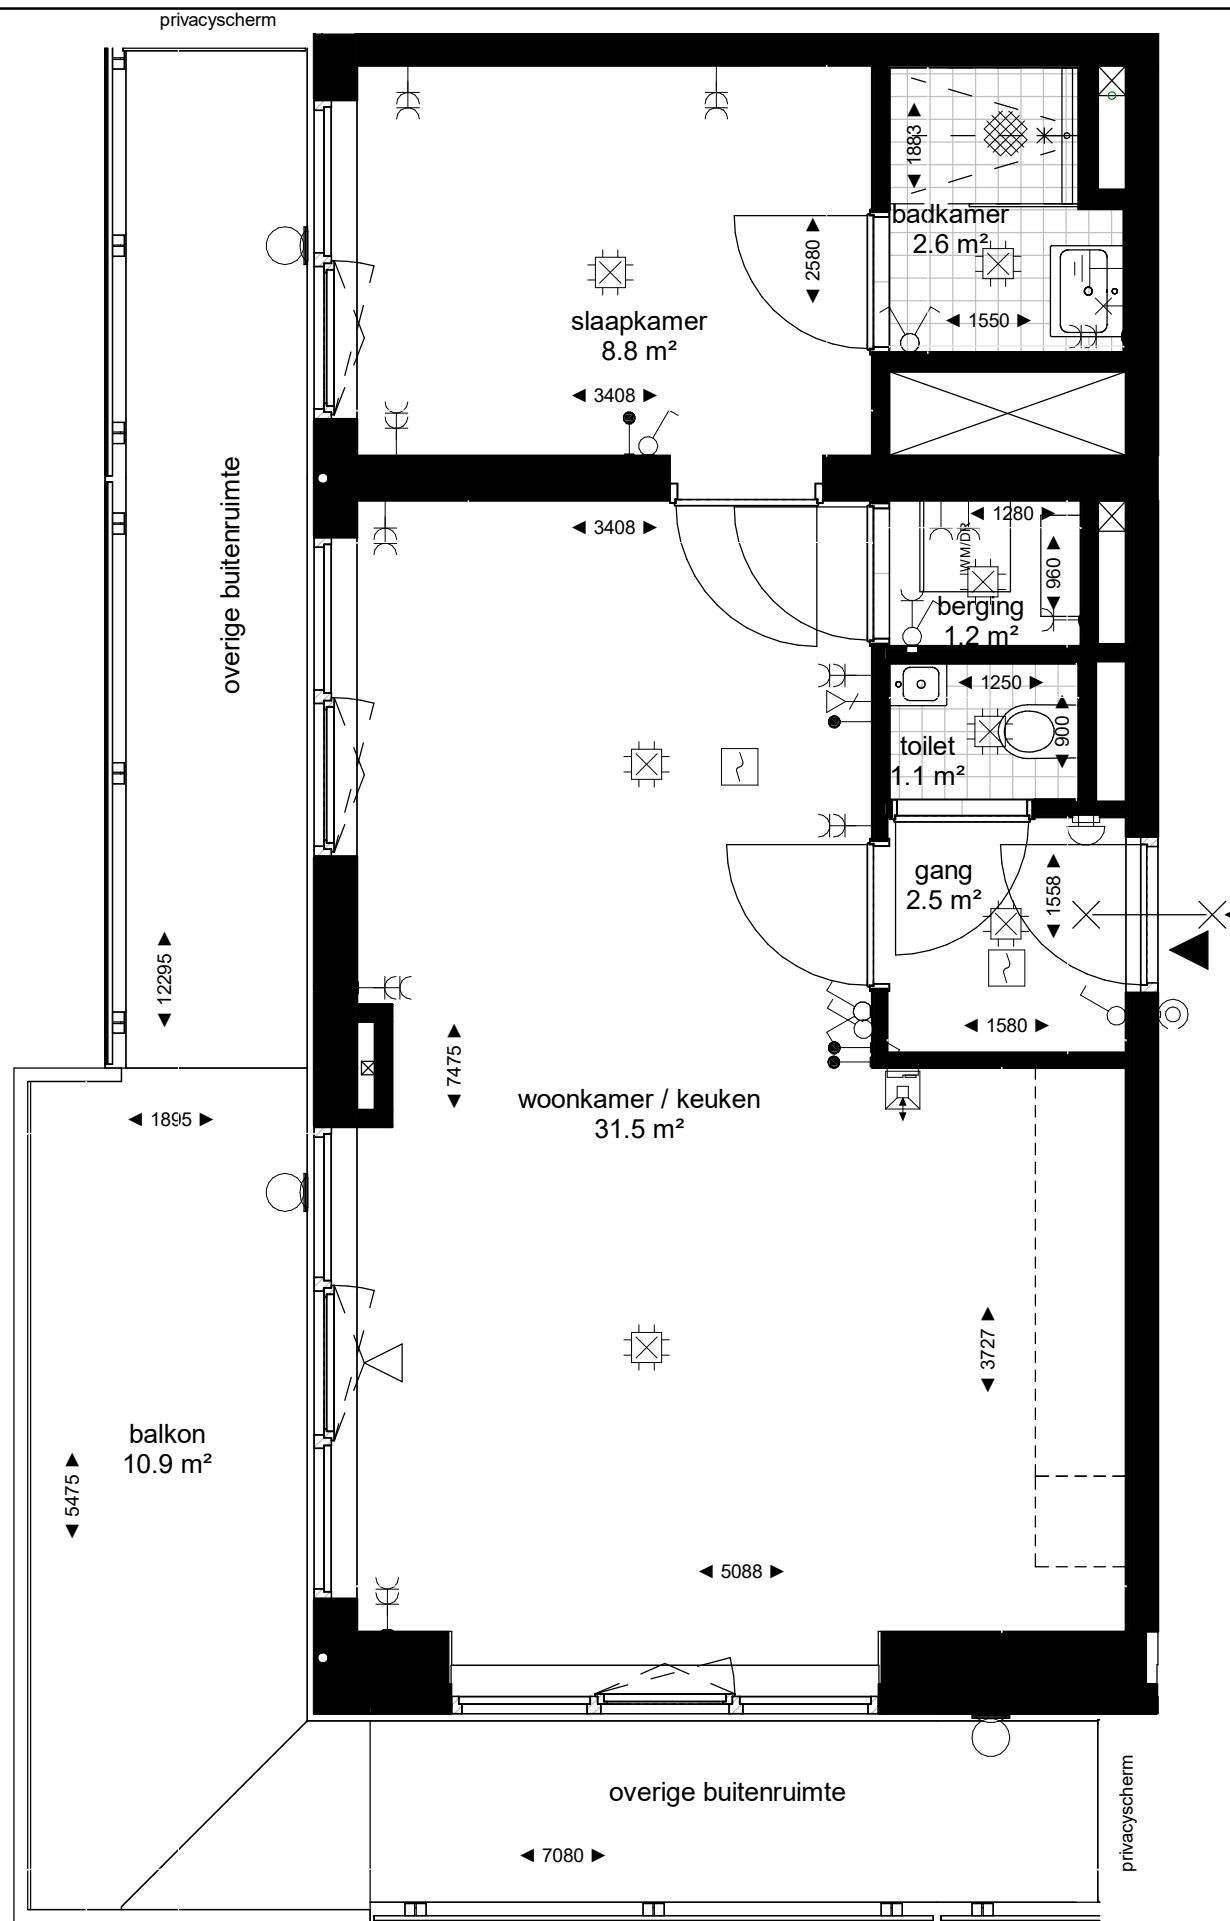 privacyscherm
1883
badkamer
2.6 m²
2580
1550
slaapkamer
8.8 m²
3408
overige buitenruimte
3408
1280
WM/DR
960
berging
1.2 m²
1250
900
toilet
1.1 m²
gang
2.5 m²
1558
12295
1580
7475
woonkamer / keuken
31.5 m²
1895
3727
balkon
10.9 m²
5475
5088
overige buitenruimte
privacyscherm
7080